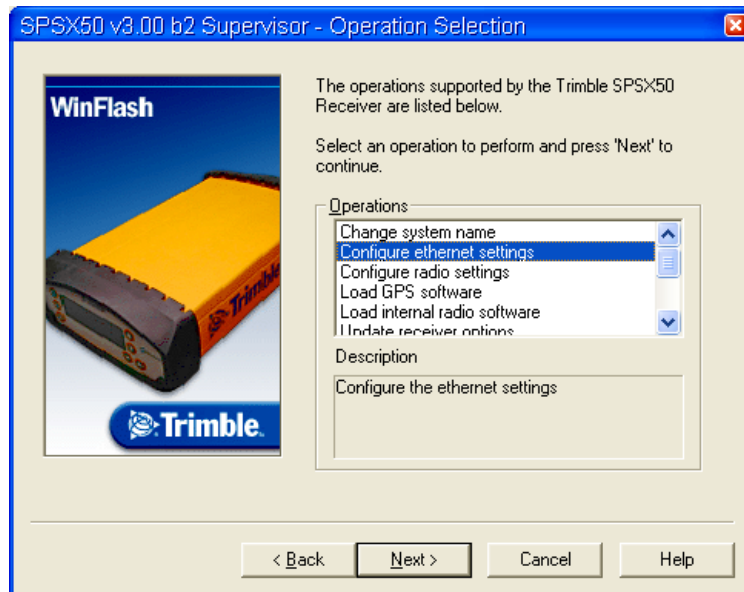 SPSX50 v3.00 b2 Supervisor - Operation Selection
WinFlash
Trimble
Trimble.
The operations supported by the Trimble SPSX50
Receiver are listed below.
Select an operation to perform and press 'Next' to
continue.
Operations
Change system name
Configure ethernet settings
Configure radio settings
Load GPS software
Load internal radio software
Update receiver options
Description
Configure the ethernet settings
< Back
Next >
Cancel
Help